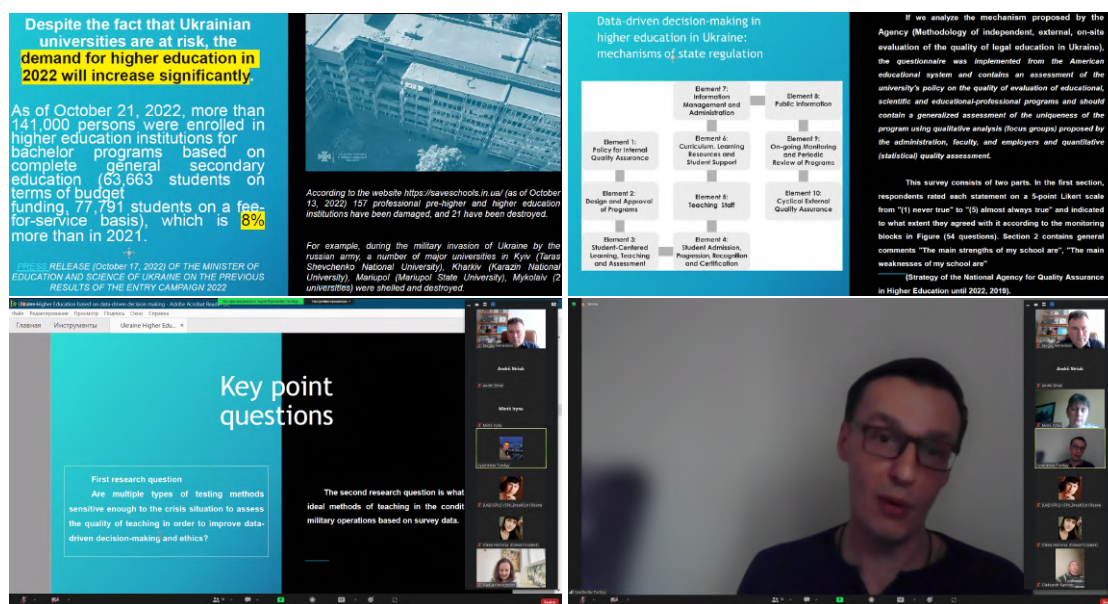 Despite the fact that Ukrainian
universities are at risk, the
demand for higher education in
2022 will increase significantly.
As of October 21, 2022, more than
141,000 persons were enrolled in
higher education institutions for
bachelor programs based on
complete general secondary
education (63,663 students on
terms of budget
funding, 77,791 students on a fee-
for-service basis), which is 8%
more than in 2021.
PRESS RELEASE (October 17, 2022) OF THE MINISTER OF
EDUCATION AND SCIENCE OF UKRAINE ON THE PREVIOUS
RESULTS OF THE ENTRY CAMPAIGN 2022
According to the website https://saveschools.in.ua/ (as of October
13, 2022) 157 professional pre-higher and higher education
institutions have been damaged, and 21 have been destroyed.
For example, during the military invasion of Ukraine by the
russian army, a number of major universities in Kyiv (Taras
Shevchenko National University), Kharkiv (Karazin National
University), Mariupol (Mariupol State University), Mykolaiv (2
universities) were shelled and destroyed.
Data-driven decision-making in
higher education in Ukraine:
mechanisms of state regulation
Element 7:
Information
Management and
Administration
Element 8:
Public Information
Element 1:
Policy for Internal
Quality Assurance
Element 6:
Curriculum, Learning
Resources and
Student Support
Element 9:
On-going Monitoring
and Periodic
Review of Programs
Element 2:
Design and Approval
of Programs
Element 5:
Teaching Staff
Element 10:
Cyclical External
Quality Assurance
Element 3:
Student-Centered
Learning, Teaching
and Assessment
Element 4:
Student Admission,
Progression, Recognition
and Certification
If we analyze the mechanism proposed by the
Agency (Methodology of independent, external, on-site
evaluation of the quality of legal education in Ukraine),
the questionnaire was implemented from the American
educational system and contains an assessment of the
university's policy on the quality of evaluation of educational,
scientific and educational-professional programs and should
contain a generalized assessment of the uniqueness of the
program using qualitative analysis (focus groups) proposed by
the administration, faculty, and employers and quantitative
(statistical) quality assessment.
This survey consists of two parts. In the first section,
respondents rated each statement on a 5-point Likert scale
from "(1) never true" to "(5) almost always true" and indicated
to what extent they agreed with it according to the monitoring
blocks in Figure (54 questions). Section 2 contains general
comments "The main strengths of my school are", "The main
weaknesses of my school are"
(Strategy of the National Agency for Quality Assurance
in Higher Education until 2022, 2019).
Ukraine Higher Education based on data-driven decision-making - Adobe Acrobat Reader
Файл Редактирование Просмотр Подпись Окно Справка
Главная Инструменты Ukraine Higher Edu... ×
Key point
questions
First research question
Are multiple types of testing methods
sensitive enough to the crisis situation to assess
the quality of teaching in order to improve data-
driven decision-making and ethics?
The second research question is what
ideal methods of teaching in the condit
military operations based on survey data.